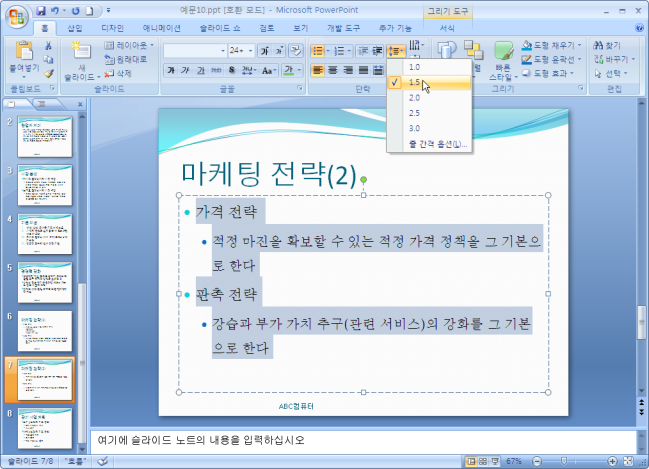 예문10.ppt [호환 모드] - Microsoft PowerPoint
그리기 도구
홈 삽입 디자인 애니메이션 슬라이드 쇼 검토 보기 개발 도구 추가 기능 서식
붙여넣기
클립보드
새 슬라이드
레이아웃
원래대로
삭제
슬라이드
24+
글꼴
단락
빠른 스타일
도형 채우기
도형 윤곽선
도형 효과
그리기
찾기
바꾸기
선택
편집
1.0
1.5
2.0
2.5
3.0
줄 간격 옵션(L)...
2
3
4
5
6
7
8
마케팅 전략(2)
가격 전략
적정 마진을 확보할 수 있는 적정 가격 정책을 그 기본으
로 한다
판촉 전략
강습과 부가 가치 추구(관련 서비스)의 강화를 그 기본
으로 한다
ABC컴퓨터
여기에 슬라이드 노트의 내용을 입력하십시오
슬라이드 7/8 "흐름" 67%